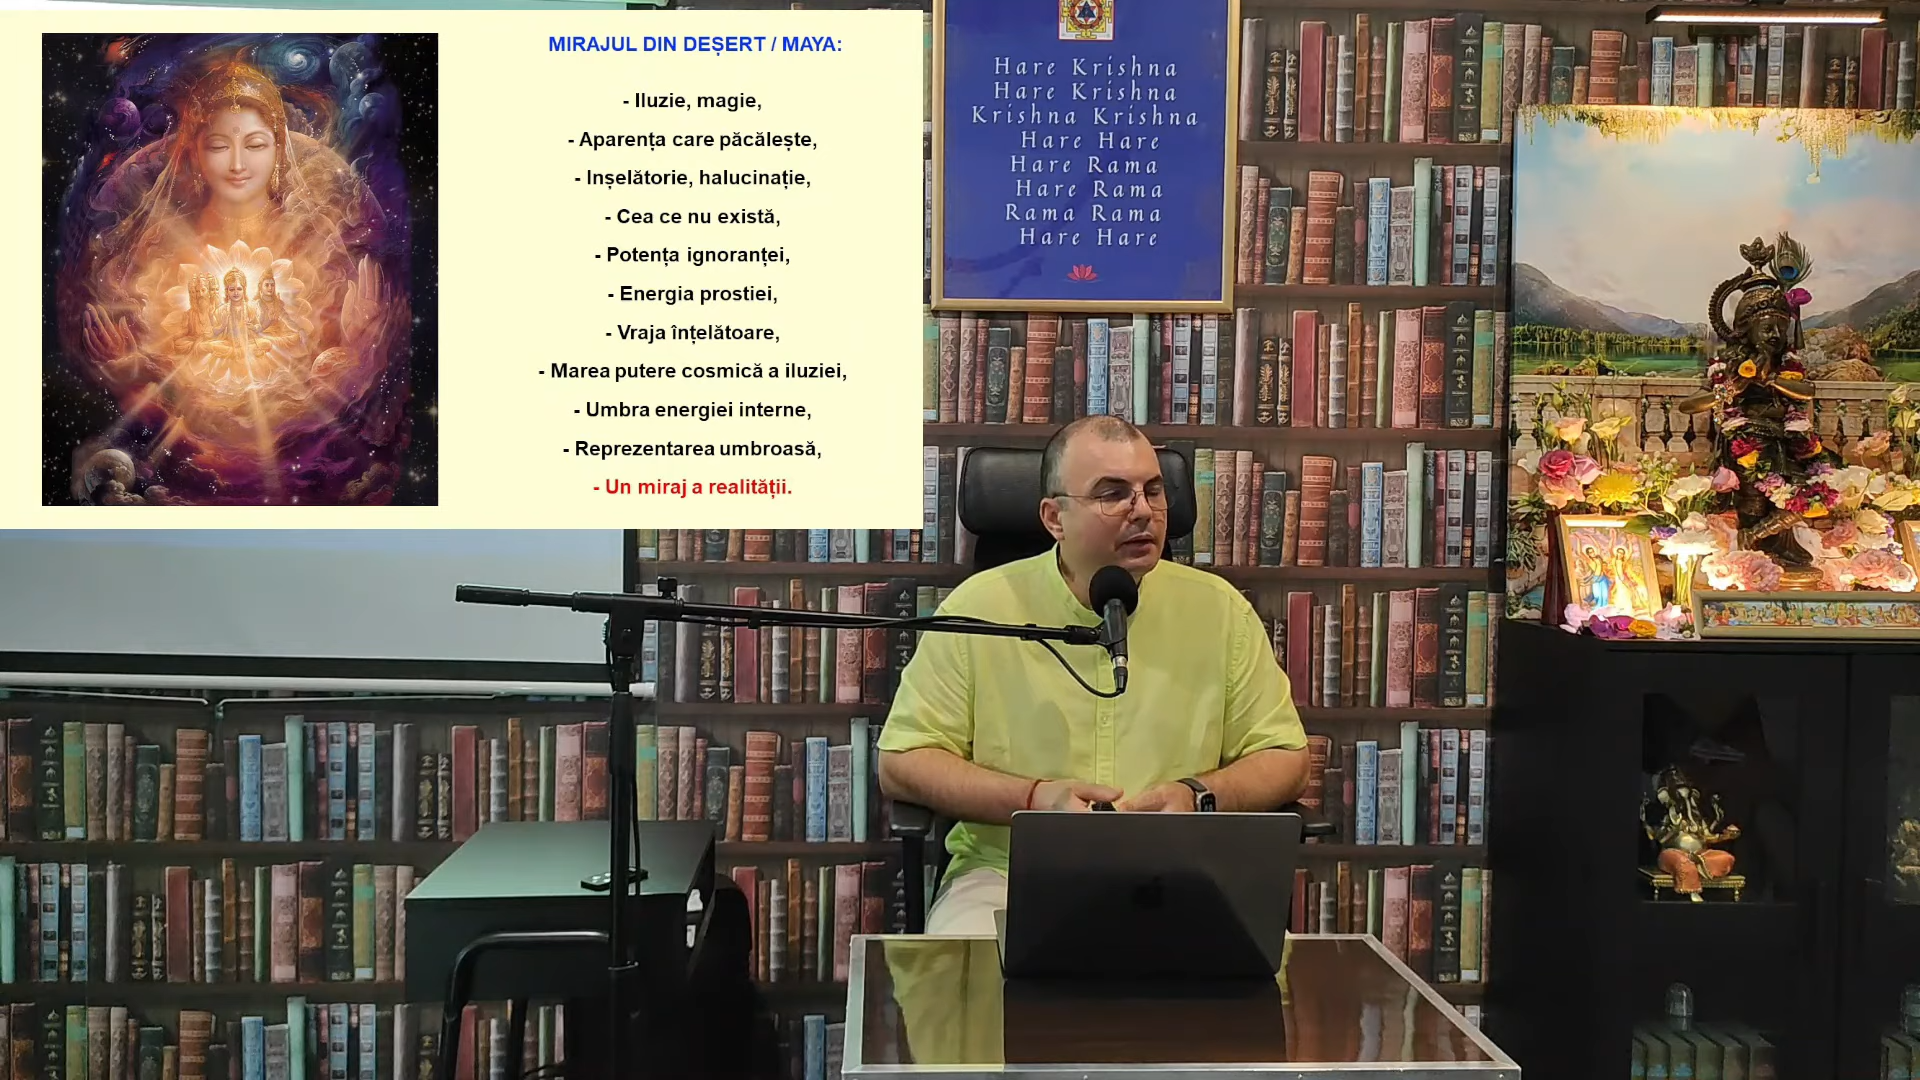 MIRAJUL DIN DEȘERT / MAYA:
- Iluzie, magie,
- Aparența care păcălește,
- Inșelătorie, halucinație,
- Cea ce nu există,
- Potența ignoranței,
- Energia prostiei,
- Vraja înțelătoare,
- Marea putere cosmică a iluziei,
- Umbra energiei interne,
- Reprezentarea umbroasă,
- Un miraj a realității.
Hare Krishna
Hare Krishna
Krishna Krishna
Hare Hare
Hare Rama
Hare Rama
Rama Rama
Hare Hare